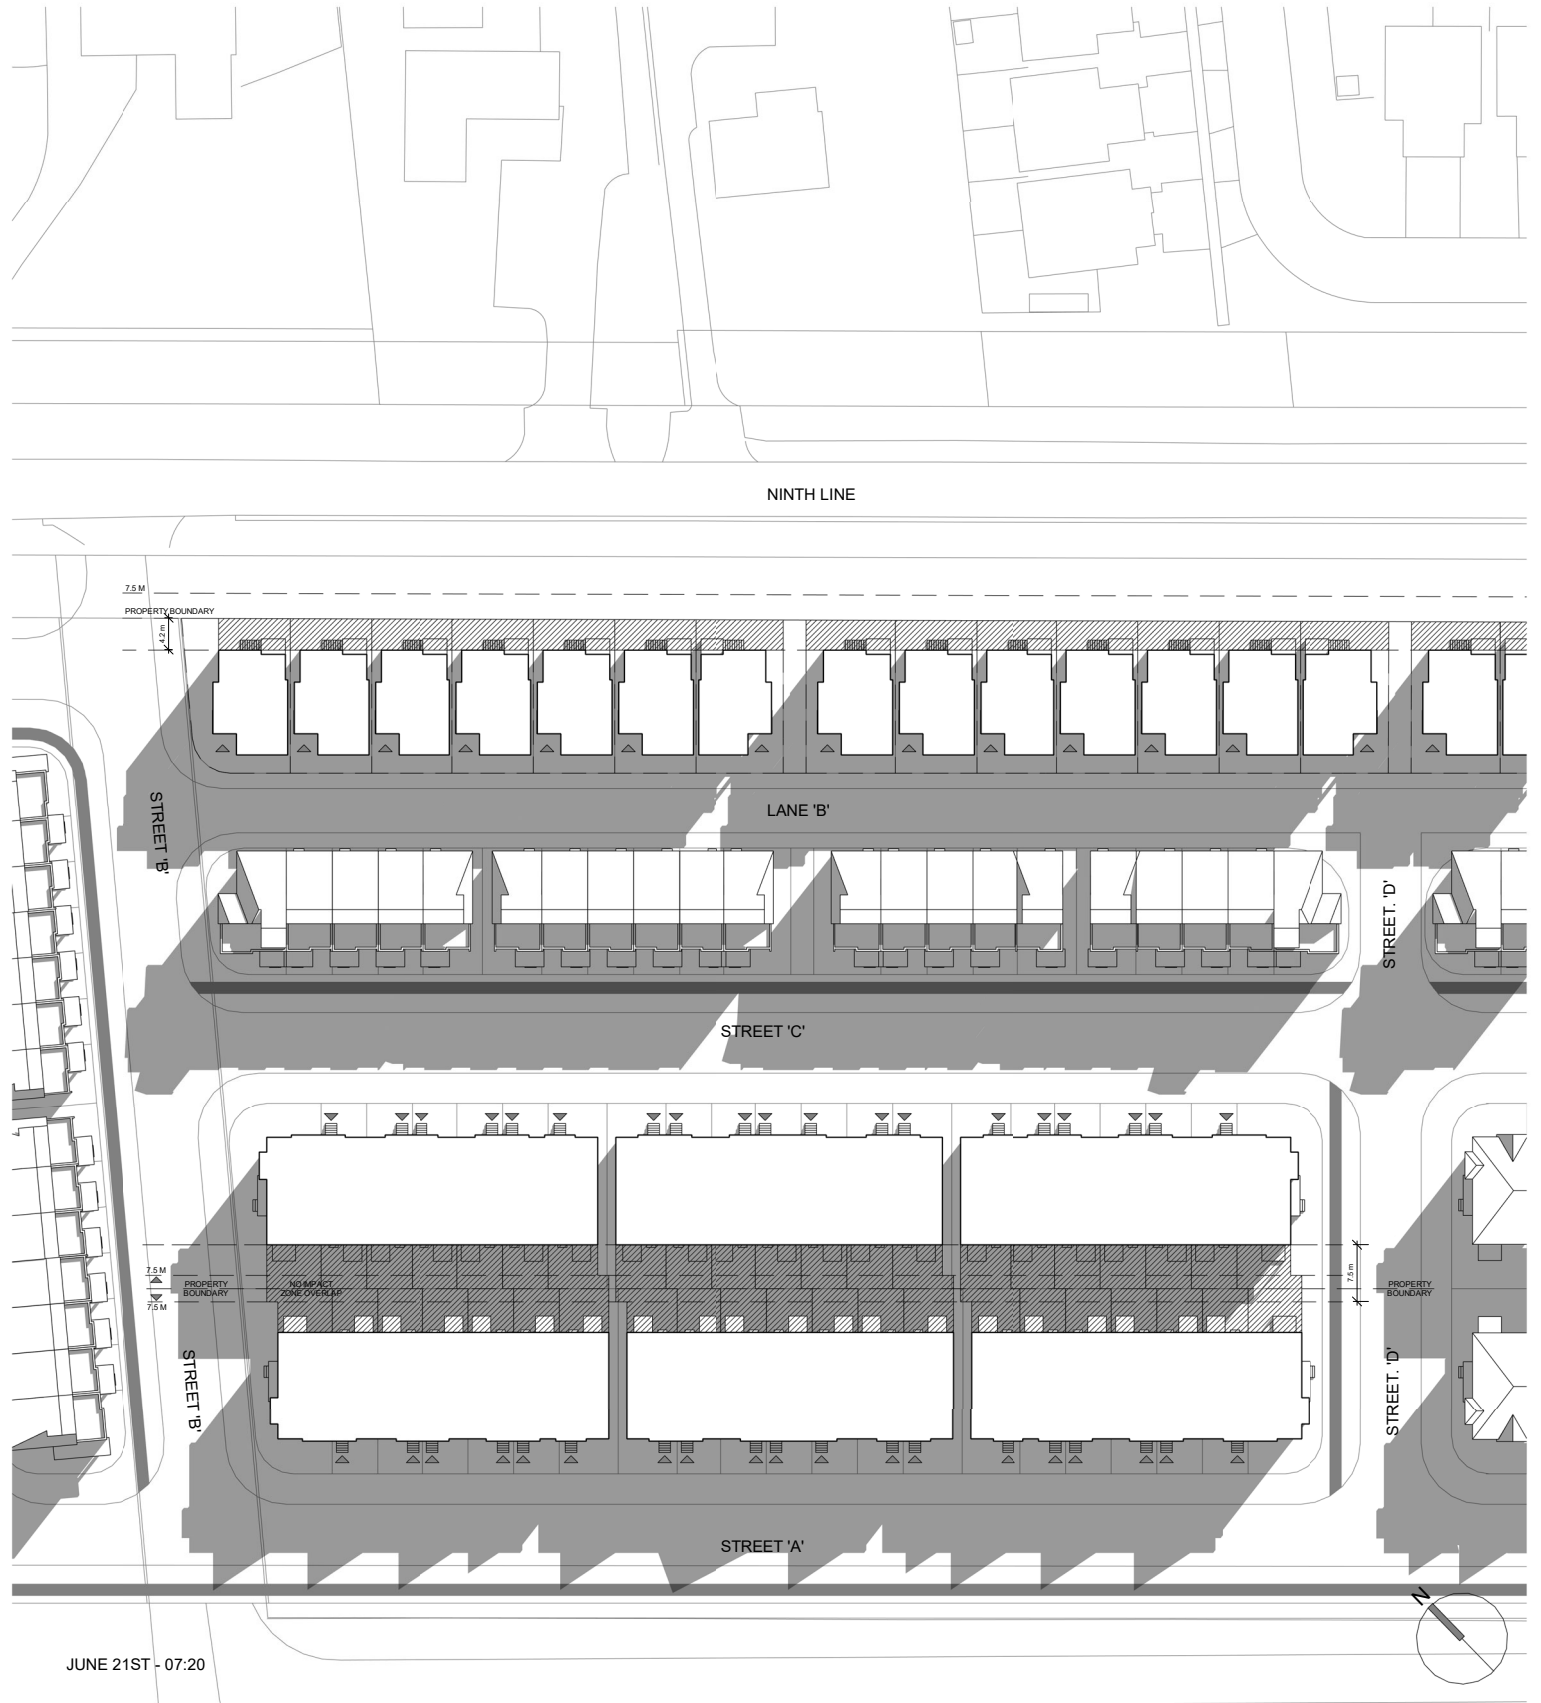 NINTH LINE
7.5 M
PROPERTY BOUNDARY
4.2 m
STREET 'B'
LANE 'B'
STREET. 'D'
STREET 'C'
7.5 M
PROPERTY
BOUNDARY
7.5 M
NO IMPACT
ZONE OVERLAP
7.5 m
PROPERTY
BOUNDARY
STREET 'B'
STREET. 'D'
STREET 'A'
N
JUNE 21ST - 07:20